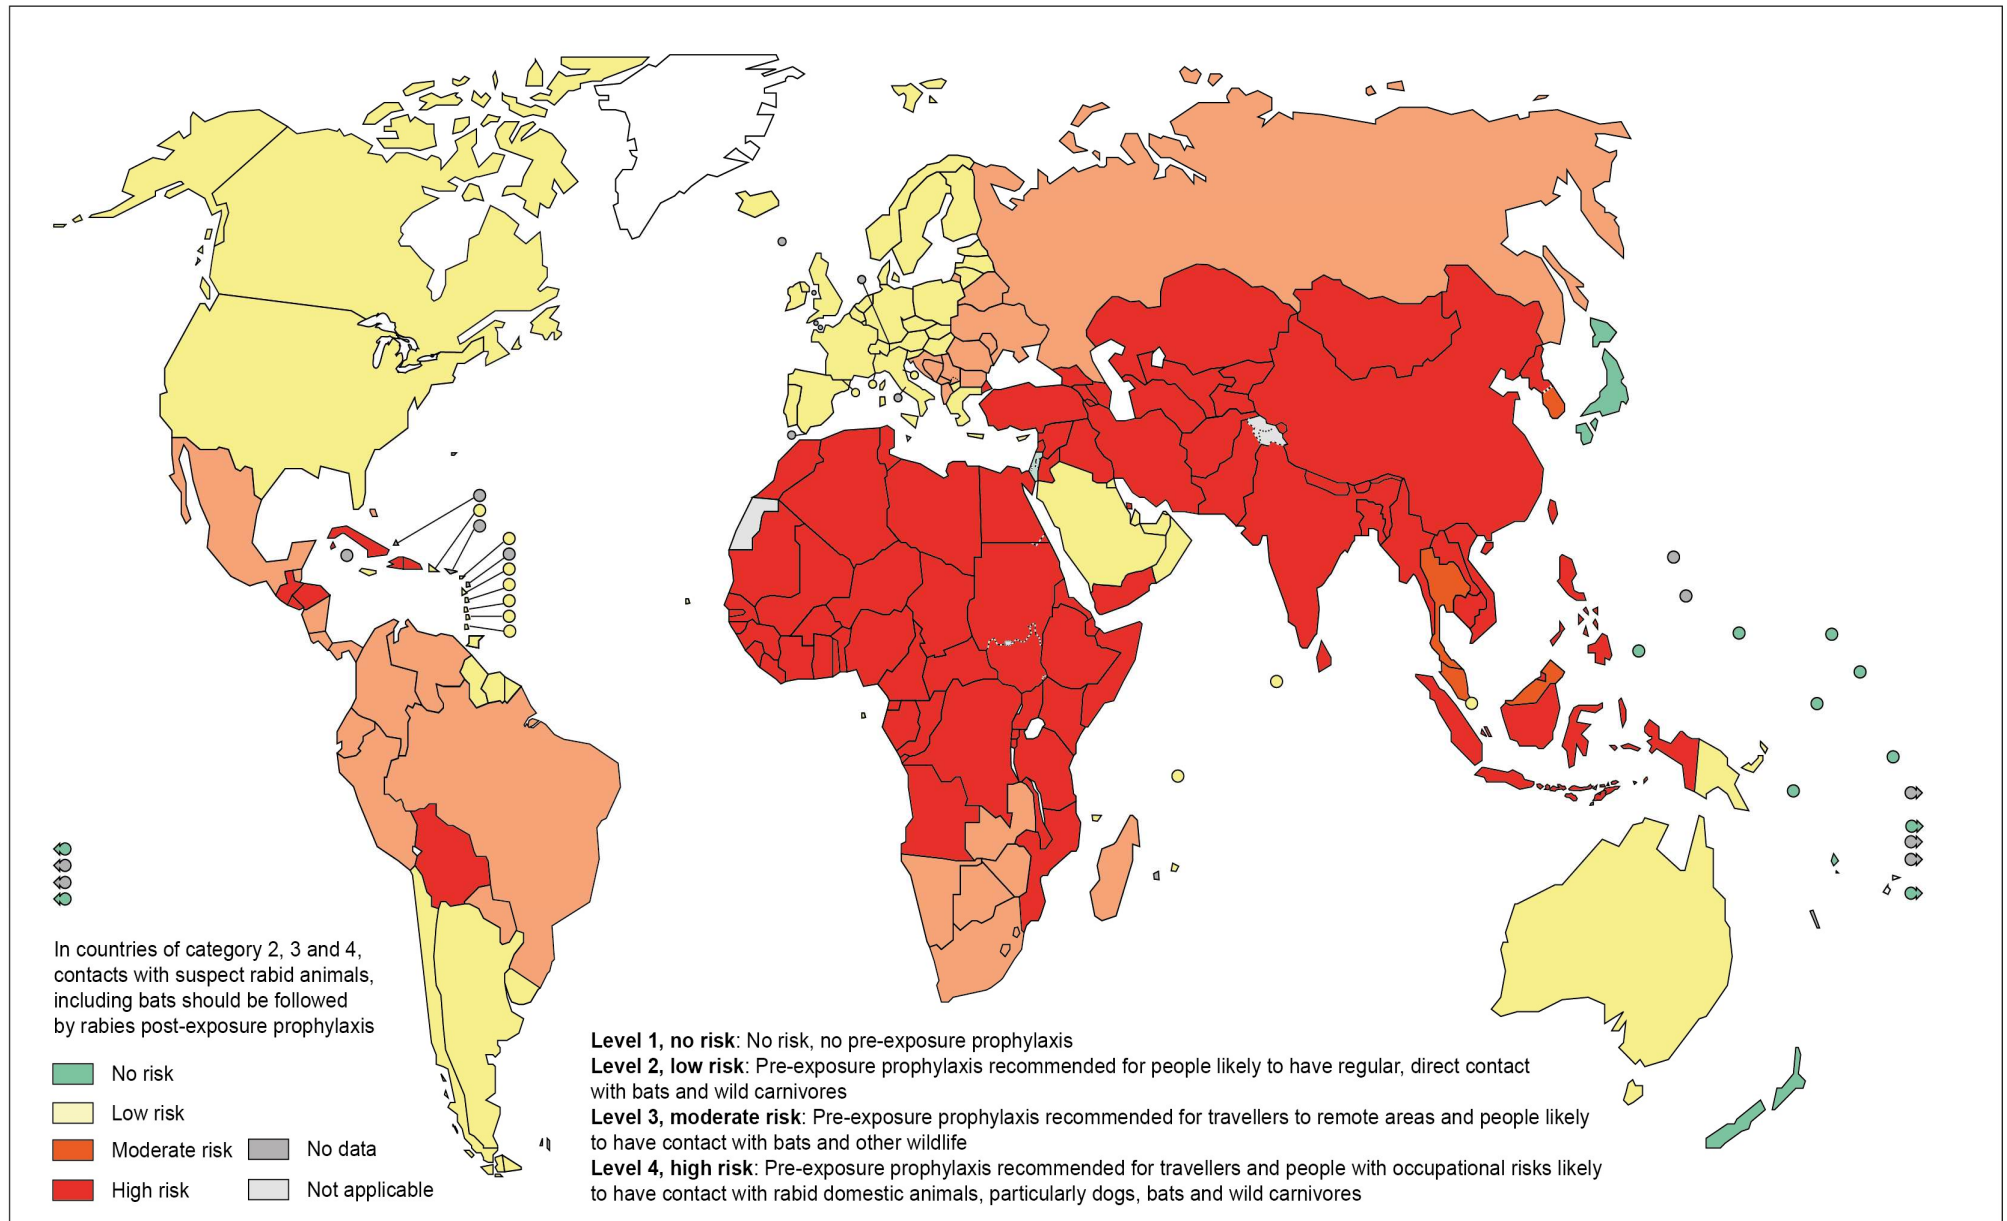 In countries of category 2, 3 and 4,
contacts with suspect rabid animals,
including bats should be followed
by rabies post-exposure prophylaxis
No risk
Low risk
Moderate risk
High risk
No data
Not applicable
Level 1, no risk: No risk, no pre-exposure prophylaxis
Level 2, low risk: Pre-exposure prophylaxis recommended for people likely to have regular, direct contact
with bats and wild carnivores
Level 3, moderate risk: Pre-exposure prophylaxis recommended for travellers to remote areas and people likely
to have contact with bats and other wildlife
Level 4, high risk: Pre-exposure prophylaxis recommended for travellers and people with occupational risks likely
to have contact with rabid domestic animals, particularly dogs, bats and wild carnivores